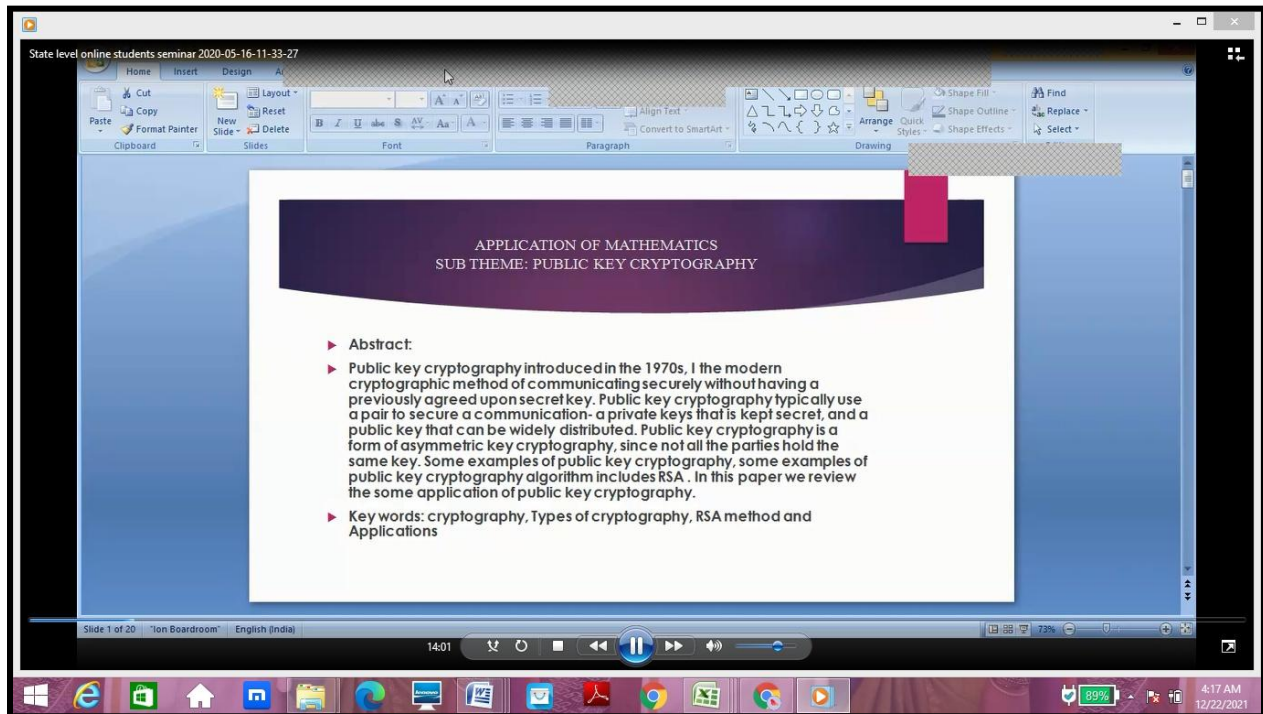 State level online students seminar 2020-05-16-11-33-27
Home Insert Design
Cut
Copy
Format Painter
Paste
Clipboard
New Slide
Layout
Reset
Delete
Slides
B I U abc S AV Aa A
Font
Align Text
Convert to SmartArt
Paragraph
Arrange
Quick Styles
Shape Fill
Shape Outline
Shape Effects
Drawing
Find
Replace
Select
APPLICATION OF MATHEMATICS
SUB THEME: PUBLIC KEY CRYPTOGRAPHY
Abstract:
Public key cryptography introduced in the 1970s, I the modern
cryptographic method of communicating securely without having a
previously agreed upon secret key. Public key cryptography typically use
a pair to secure a communication- a private keys that is kept secret, and a
public key that can be widely distributed. Public key cryptography is a
form of asymmetric key cryptography, since not all the parties hold the
same key. Some examples of public key cryptography, some examples of
public key cryptography algorithm includes RSA . In this paper we review
the some application of public key cryptography.
Key words: cryptography, Types of cryptography, RSA method and
Applications
Slide 1 of 20 "Ion Boardroom" English (India) 73%
14:01
89%
4:17 AM
12/22/2021